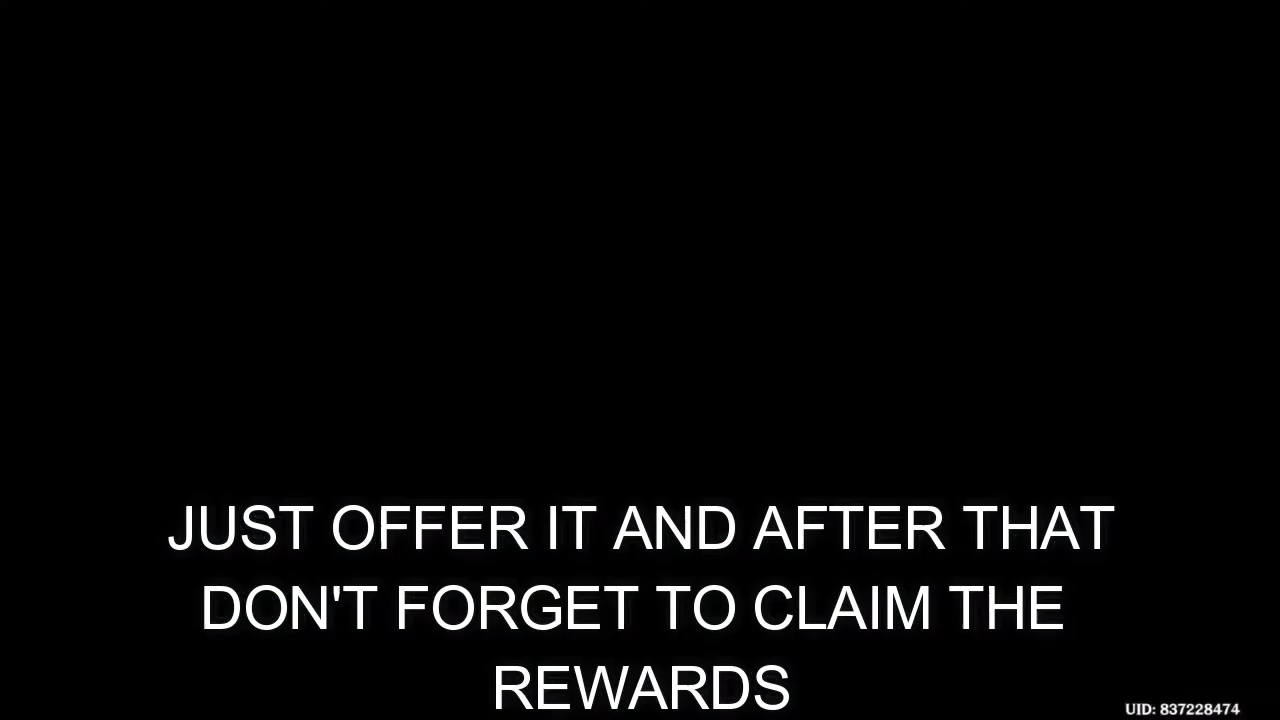 JUST OFFER IT AND AFTER THAT
DON'T FORGET TO CLAIM THE
REWARDS
UID: 837228474